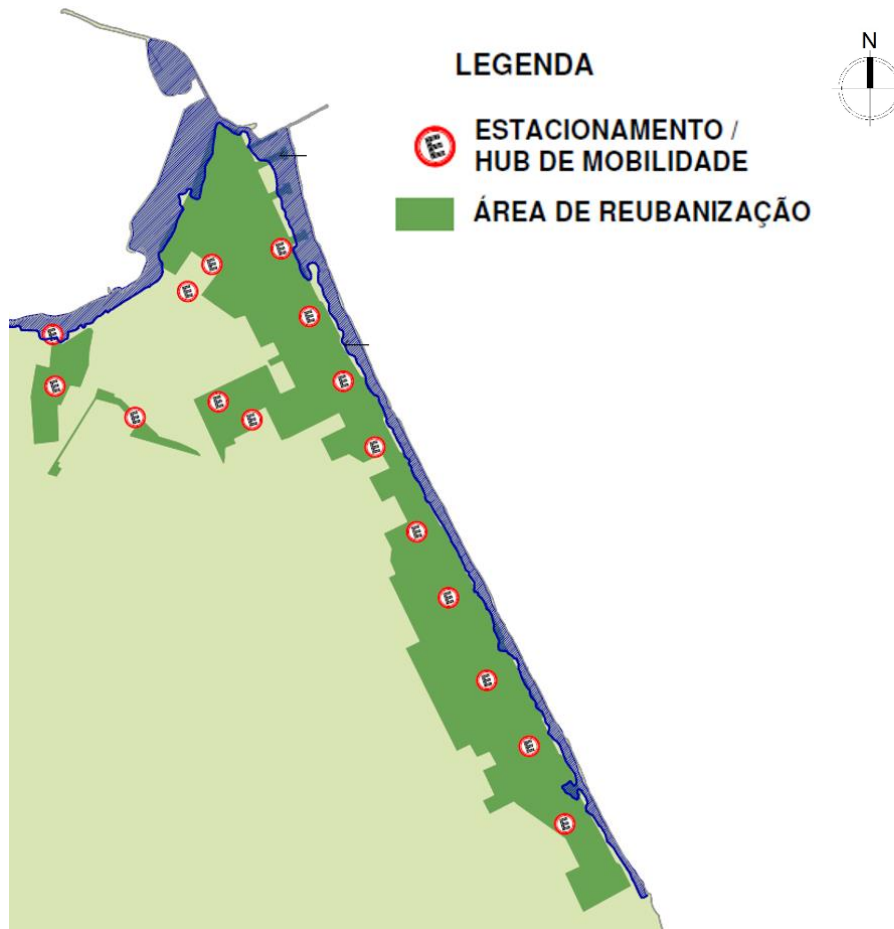 LEGENDA
N
ESTACIONAMENTO /
HUB DE MOBILIDADE
ÁREA DE REUBANIZAÇÃO